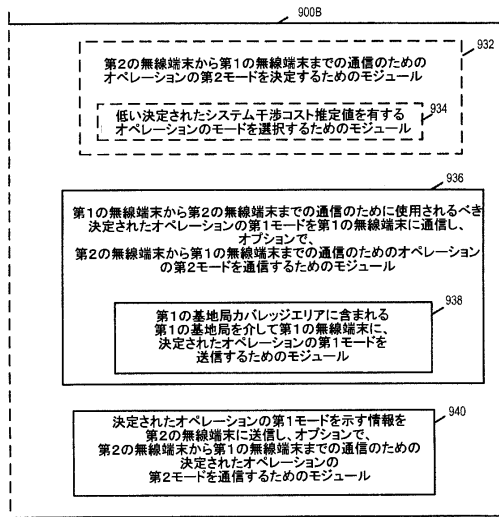 900B
932
第2の無線端末から第1の無線端末までの通信のための
オペレーションの第2モードを決定するためのモジュール
934
低い決定されたシステム干渉コスト推定値を有する
オペレーションのモードを選択するためのモジュール
936
第1の無線端末から第2の無線端末までの通信のために使用されるべき
決定されたオペレーションの第1モードを第1の無線端末に通信し、
オプションで、
第2の無線端末から第1の無線端末までの通信のためのオペレーション
の第2モードを通信するためのモジュール
938
第1の基地局カバレッジエリアに含まれる
第1の基地局を介して第1の無線端末に、
決定されたオペレーションの第1モードを
送信するためのモジュール
940
決定されたオペレーションの第1モードを示す情報を
第2の無線端末に送信し、オプションで、
第2の無線端末から第1の無線端末までの通信のための
決定されたオペレーションの
第2モードを通信するためのモジュール